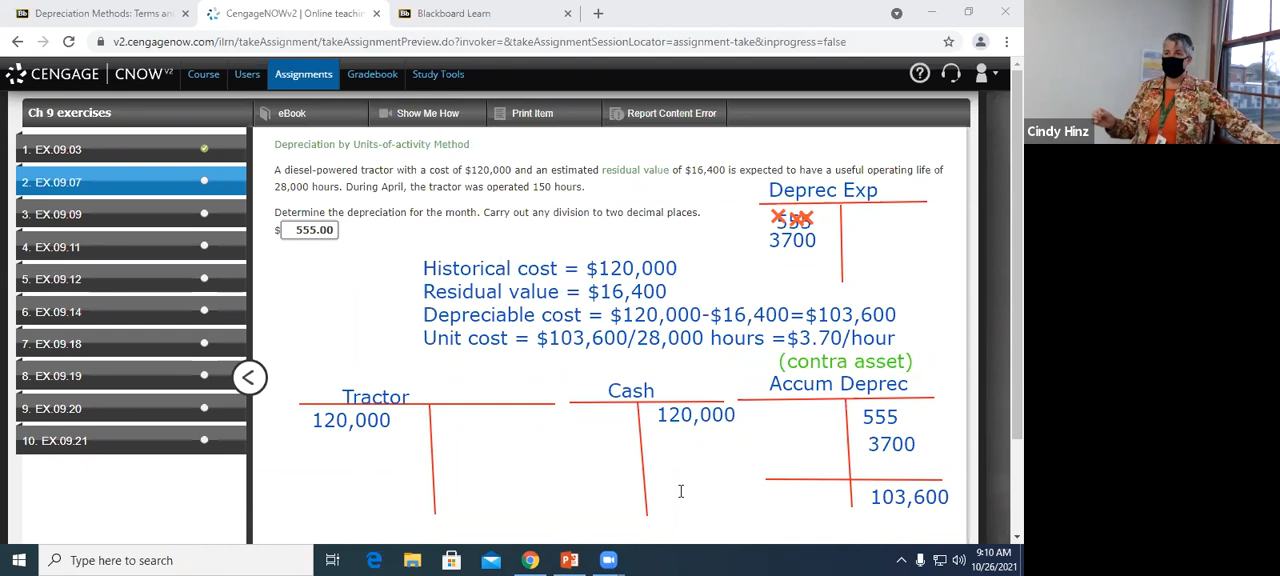 Depreciation Methods: Terms an
CengageNOWv2 | Online teachin
Blackboard Learn
v2.cengagenow.com/ilrn/takeAssignment/takeAssignmentPreview.do?invoker=&takeAssignmentSessionLocator=assignment-take&inprogress=false
CENGAGE | CNOWv2 Course Users Assignments Gradebook Study Tools
Ch 9 exercises
eBook Show Me How Print Item Report Content Error
1. EX.09.03
2. EX.09.07
3. EX.09.09
4. EX.09.11
5. EX.09.12
6. EX.09.14
7. EX.09.18
8. EX.09.19
9. EX.09.20
10. EX.09.21
Depreciation by Units-of-activity Method
A diesel-powered tractor with a cost of $120,000 and an estimated residual value of $16,400 is expected to have a useful operating life of
28,000 hours. During April, the tractor was operated 150 hours.
Determine the depreciation for the month. Carry out any division to two decimal places.
$ 555.00
Deprec Exp
555
3700
Historical cost = $120,000
Residual value = $16,400
Depreciable cost = $120,000-$16,400=$103,600
Unit cost = $103,600/28,000 hours =$3.70/hour
(contra asset)
Tractor
120,000
Cash
120,000
Accum Deprec
555
3700
103,600
Cindy Hinz
Type here to search
9:10 AM
10/26/2021